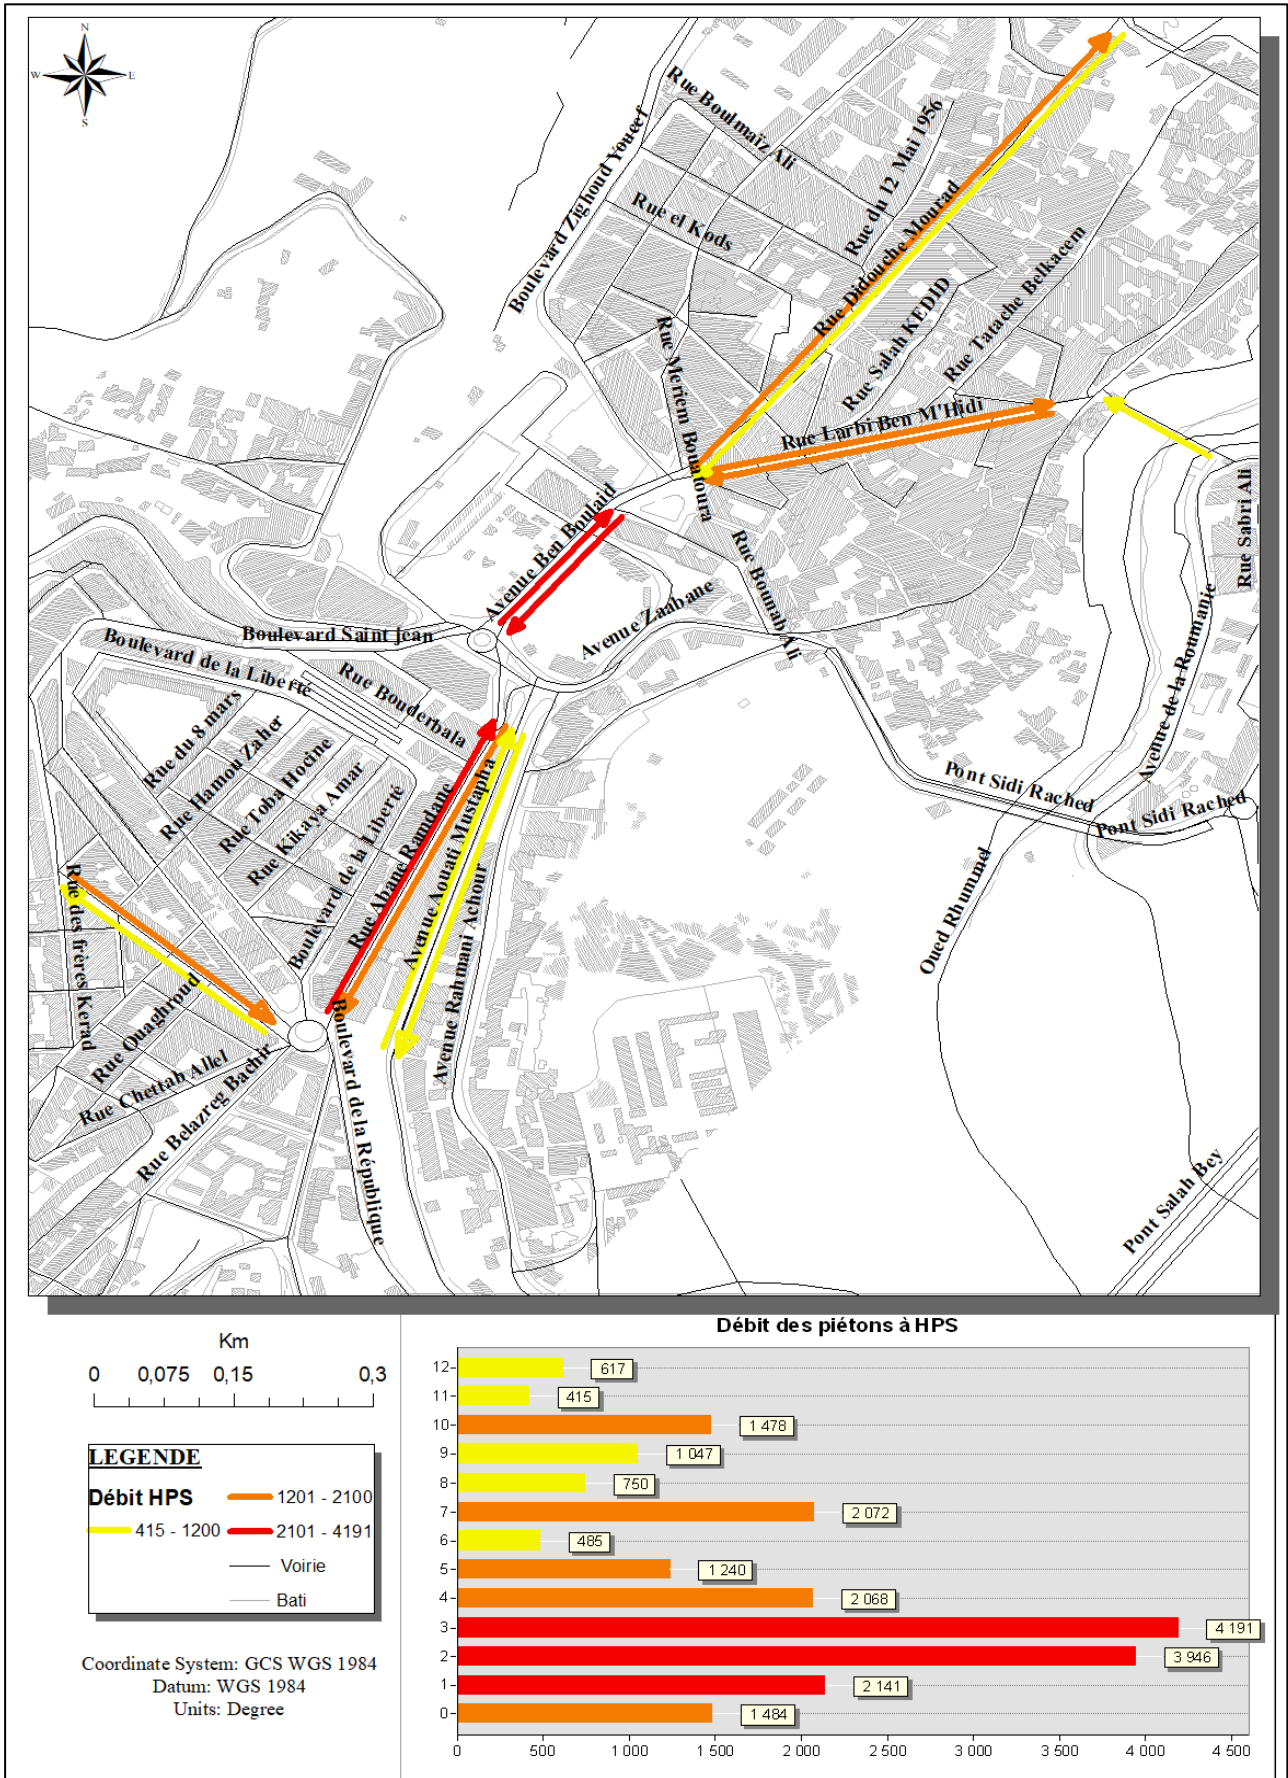 N
W
E
S
Rue Boulmaïz Ali
Boulevard Zighoud Youcef
Rue du 12 Mai 1956
Rue el Kods
Rue Didouche Mourad
Rue Salah KEDID
Rue Tatache Belkacem
Rue Meriem Bouatoura
Rue Larbi Ben M'Hidi
Rue Sabri Ali
Avenue Ben Boulaid
Rue Bounab Ali
Avenue Zaabane
Boulevard Saint jean
Boulevard de la Liberté
Rue Bouderbala
Avenue de la Roumanie
Rue du 8 mars
Rue Hamou Zaher
Rue Toba Hocine
Rue Kikaya Amar
Boulevard de la Liberté
Rue Abane Ramdane
Avenue Aouati Mustapha
Avenue Rahmani Achour
Pont Sidi Rached
Pont Sidi Rached
Oued Rhummel
Rue des frères Kerad
Rue Ouaghroud
Rue Chettab Allel
Rue Belazreg Bachir
Boulevard de la République
Pont Salah Bey
Km
0 0,075 0,15 0,3
LEGENDE
Débit HPS
1201 - 2100
415 - 1200
2101 - 4191
Voirie
Bati
Coordinate System: GCS WGS 1984
Datum: WGS 1984
Units: Degree
Débit des piétons à HPS
12 617
11 415
10 1 478
9 1 047
8 750
7 2 072
6 485
5 1 240
4 2 068
3 4 191
2 3 946
1 2 141
0 1 484
0 500 1 000 1 500 2 000 2 500 3 000 3 500 4 000 4 500